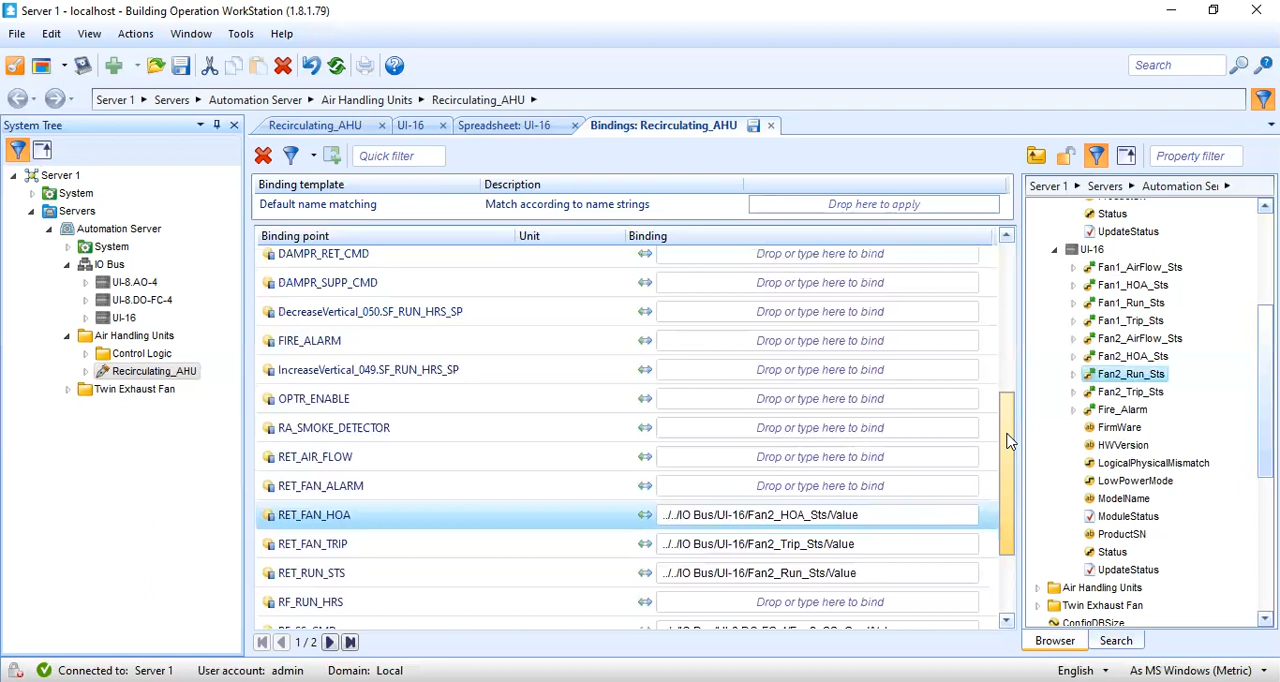 Server 1 - localhost - Building Operation WorkStation (1.8.1.79)
File Edit View Actions Window Tools Help
Search
Server 1 Servers Automation Server Air Handling Units Recirculating_AHU
System Tree
Recirculating_AHU UI-16 Spreadsheet: UI-16 Bindings: Recirculating_AHU
Quick filter
Property filter
Server 1
System
Servers
Automation Server
System
IO Bus
UI-8.AO-4
UI-8.DO-FC-4
UI-16
Air Handling Units
Control Logic
Recirculating_AHU
Twin Exhaust Fan
Binding template Description
Default name matching Match according to name strings Drop here to apply
Binding point Unit Binding
DAMPR_RET_CMD Drop or type here to bind
DAMPR_SUPP_CMD Drop or type here to bind
DecreaseVertical_050.SF_RUN_HRS_SP Drop or type here to bind
FIRE_ALARM Drop or type here to bind
IncreaseVertical_049.SF_RUN_HRS_SP Drop or type here to bind
OPTR_ENABLE Drop or type here to bind
RA_SMOKE_DETECTOR Drop or type here to bind
RET_AIR_FLOW Drop or type here to bind
RET_FAN_ALARM Drop or type here to bind
RET_FAN_HOA ../../IO Bus/UI-16/Fan2_HOA_Sts/Value
RET_FAN_TRIP ../../IO Bus/UI-16/Fan2_Trip_Sts/Value
RET_RUN_STS ../../IO Bus/UI-16/Fan2_Run_Sts/Value
RF_RUN_HRS Drop or type here to bind
1 / 2
Server 1 Servers Automation Ser
Status
UpdateStatus
UI-16
Fan1_AirFlow_Sts
Fan1_HOA_Sts
Fan1_Run_Sts
Fan1_Trip_Sts
Fan2_AirFlow_Sts
Fan2_HOA_Sts
Fan2_Run_Sts
Fan2_Trip_Sts
Fire_Alarm
FirmWare
HWVersion
LogicalPhysicalMismatch
LowPowerMode
ModelName
ModuleStatus
ProductSN
Status
UpdateStatus
Air Handling Units
Twin Exhaust Fan
ConfigDBSize
Browser Search
Connected to: Server 1 User account: admin Domain: Local English As MS Windows (Metric)